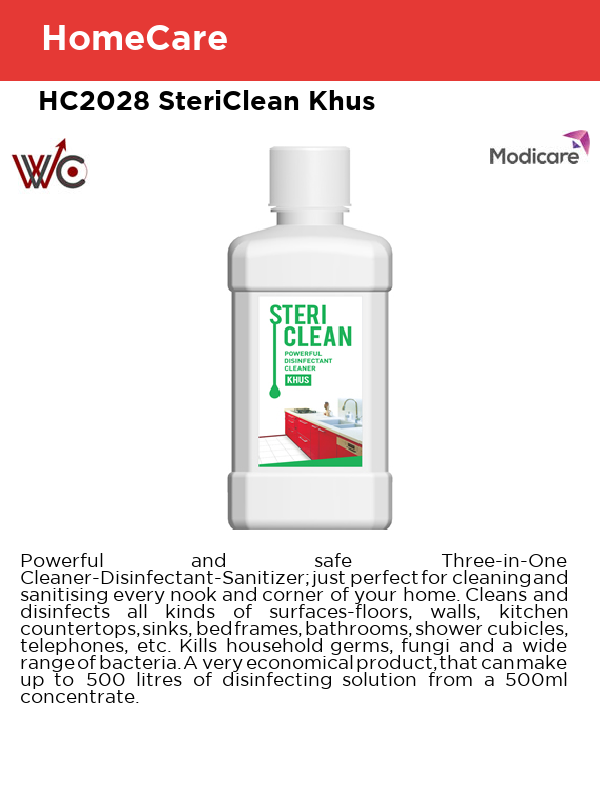 HomeCare
HC2028 SteriClean Khus
WC
Modicare
STERI
CLEAN
POWERFUL
DISINFECTANT
CLEANER
KHUS
Powerful and safe Three-in-One
Cleaner-Disinfectant-Sanitizer; just perfect for cleaning and
sanitising every nook and corner of your home. Cleans and
disinfects all kinds of surfaces-floors, walls, kitchen
countertops, sinks, bed frames, bathrooms, shower cubicles,
telephones, etc. Kills household germs, fungi and a wide
range of bacteria. A very economical product, that can make
up to 500 litres of disinfecting solution from a 500ml
concentrate.